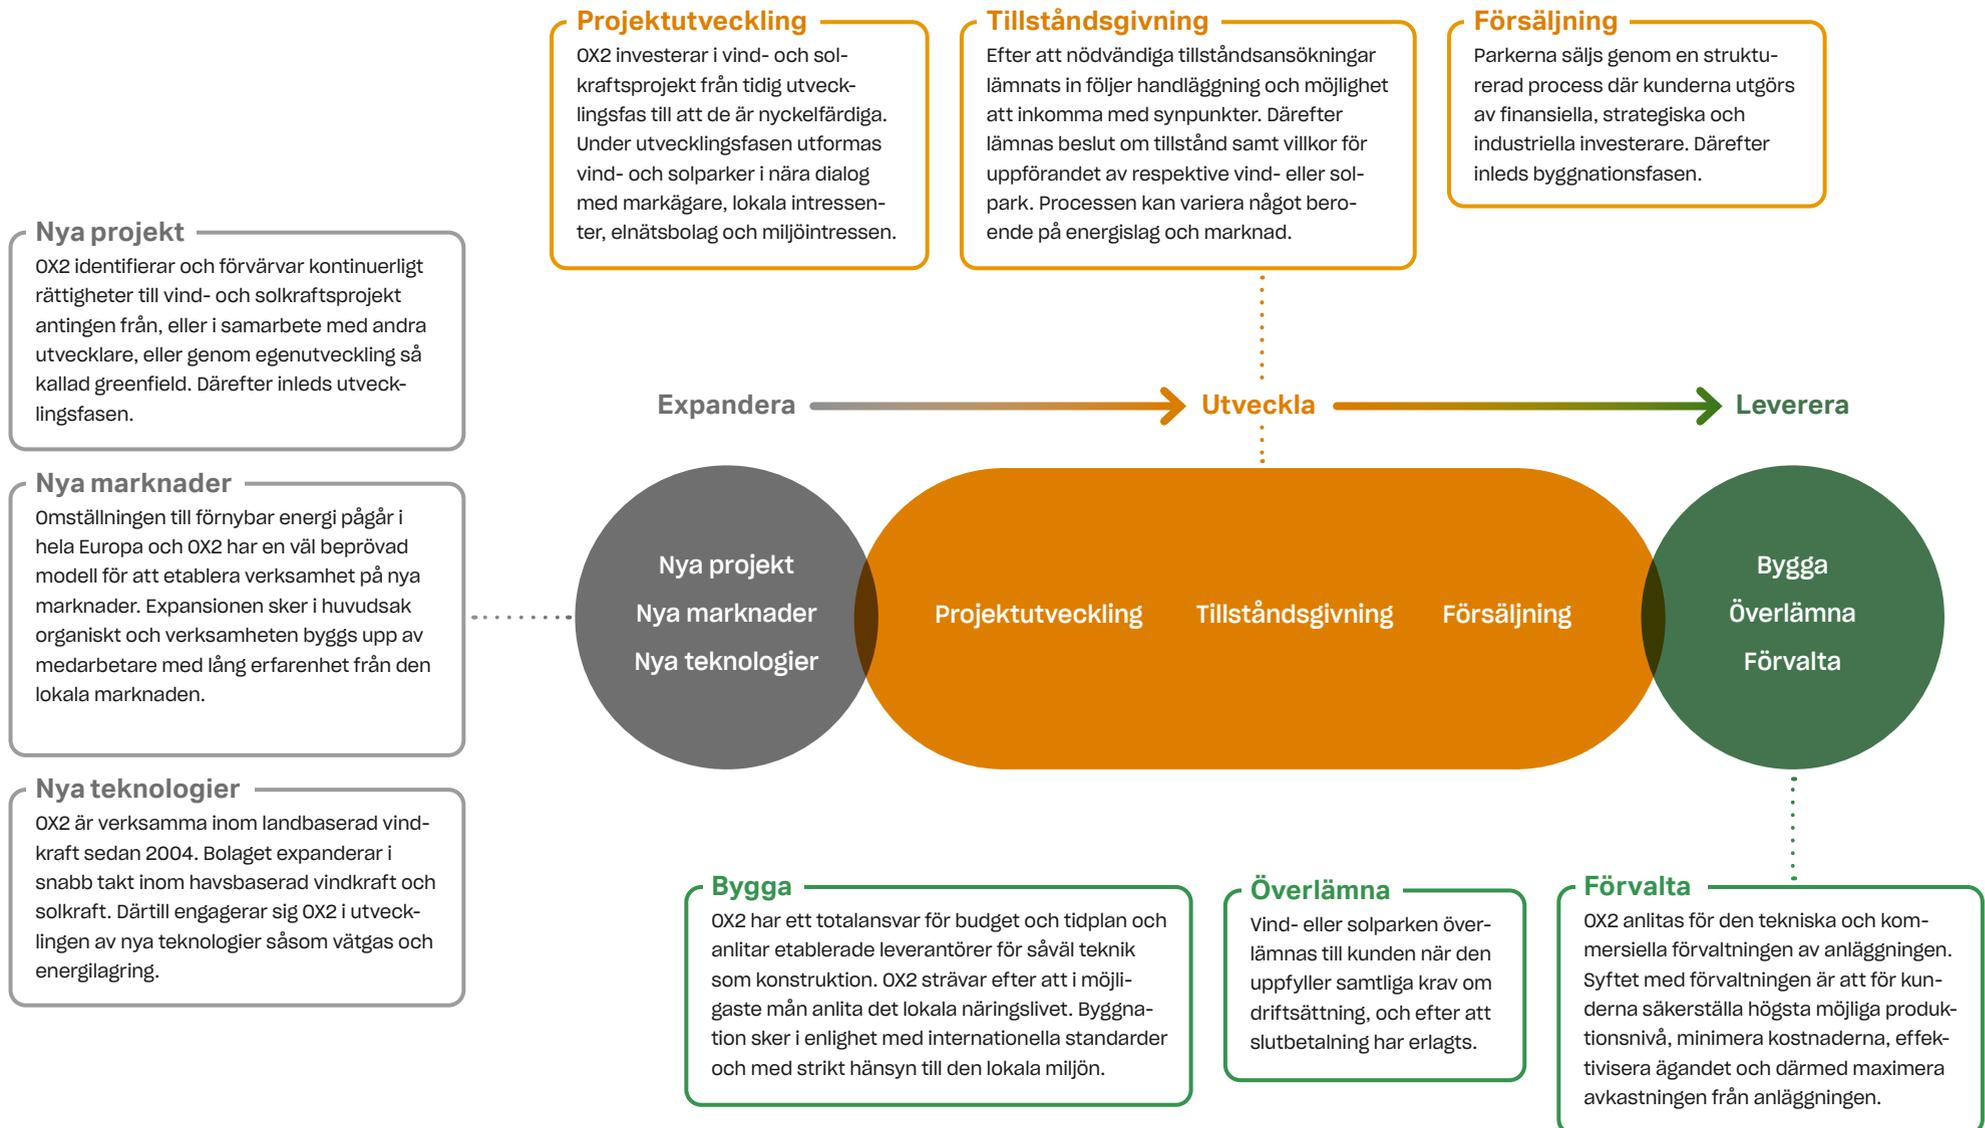 Projektutveckling
OX2 investerar i vind- och sol-
kraftsprojekt från tidig utveck-
lingsfas till att de är nyckelfärdiga.
Under utvecklingsfasen utformas
vind- och solparker i nära dialog
med markägare, lokala intressen-
ter, elnätsbolag och miljöintressen.
Tillståndsgivning
Efter att nödvändiga tillståndsansökningar
lämnats in följer handläggning och möjlighet
att inkomma med synpunkter. Därefter
lämnas beslut om tillstånd samt villkor för
uppförandet av respektive vind- eller sol-
park. Processen kan variera något bero-
ende på energislag och marknad.
Försäljning
Parkerna säljs genom en struktu-
rerad process där kunderna utgörs
av finansiella, strategiska och
industriella investerare. Därefter
inleds byggnationsfasen.
Nya projekt
OX2 identifierar och förvärvar kontinuerligt
rättigheter till vind- och solkraftsprojekt
antingen från, eller i samarbete med andra
utvecklare, eller genom egenutveckling så
kallad greenfield. Därefter inleds utveck-
lingsfasen.
Nya marknader
Omställningen till förnybar energi pågår i
hela Europa och OX2 har en väl beprövad
modell för att etablera verksamhet på nya
marknader. Expansionen sker i huvudsak
organiskt och verksamheten byggs upp av
medarbetare med lång erfarenhet från den
lokala marknaden.
Nya teknologier
OX2 är verksamma inom landbaserad vind-
kraft sedan 2004. Bolaget expanderar i
snabb takt inom havsbaserad vindkraft och
solkraft. Därtill engagerar sig OX2 i utveck-
lingen av nya teknologier såsom vätgas och
energilagring.
Expandera
Utveckla
Leverera
Nya projekt
Nya marknader
Nya teknologier
Projektutveckling
Tillståndsgivning
Försäljning
Bygga
Överlämna
Förvalta
Bygga
OX2 har ett totalansvar för budget och tidplan och
anlitar etablerade leverantörer för såväl teknik
som konstruktion. OX2 strävar efter att i möjli-
gaste mån anlita det lokala näringslivet. Byggna-
tion sker i enlighet med internationella standarder
och med strikt hänsyn till den lokala miljön.
Överlämna
Vind- eller solparken över-
lämnas till kunden när den
uppfyller samtliga krav om
driftsättning, och efter att
slutbetalning har erlagts.
Förvalta
OX2 anlitas för den tekniska och kom-
mersiella förvaltningen av anläggningen.
Syftet med förvaltningen är att för kun-
derna säkerställa högsta möjliga produk-
tionsnivå, minimera kostnaderna, effek-
tivisera ägandet och därmed maximera
avkastningen från anläggningen.